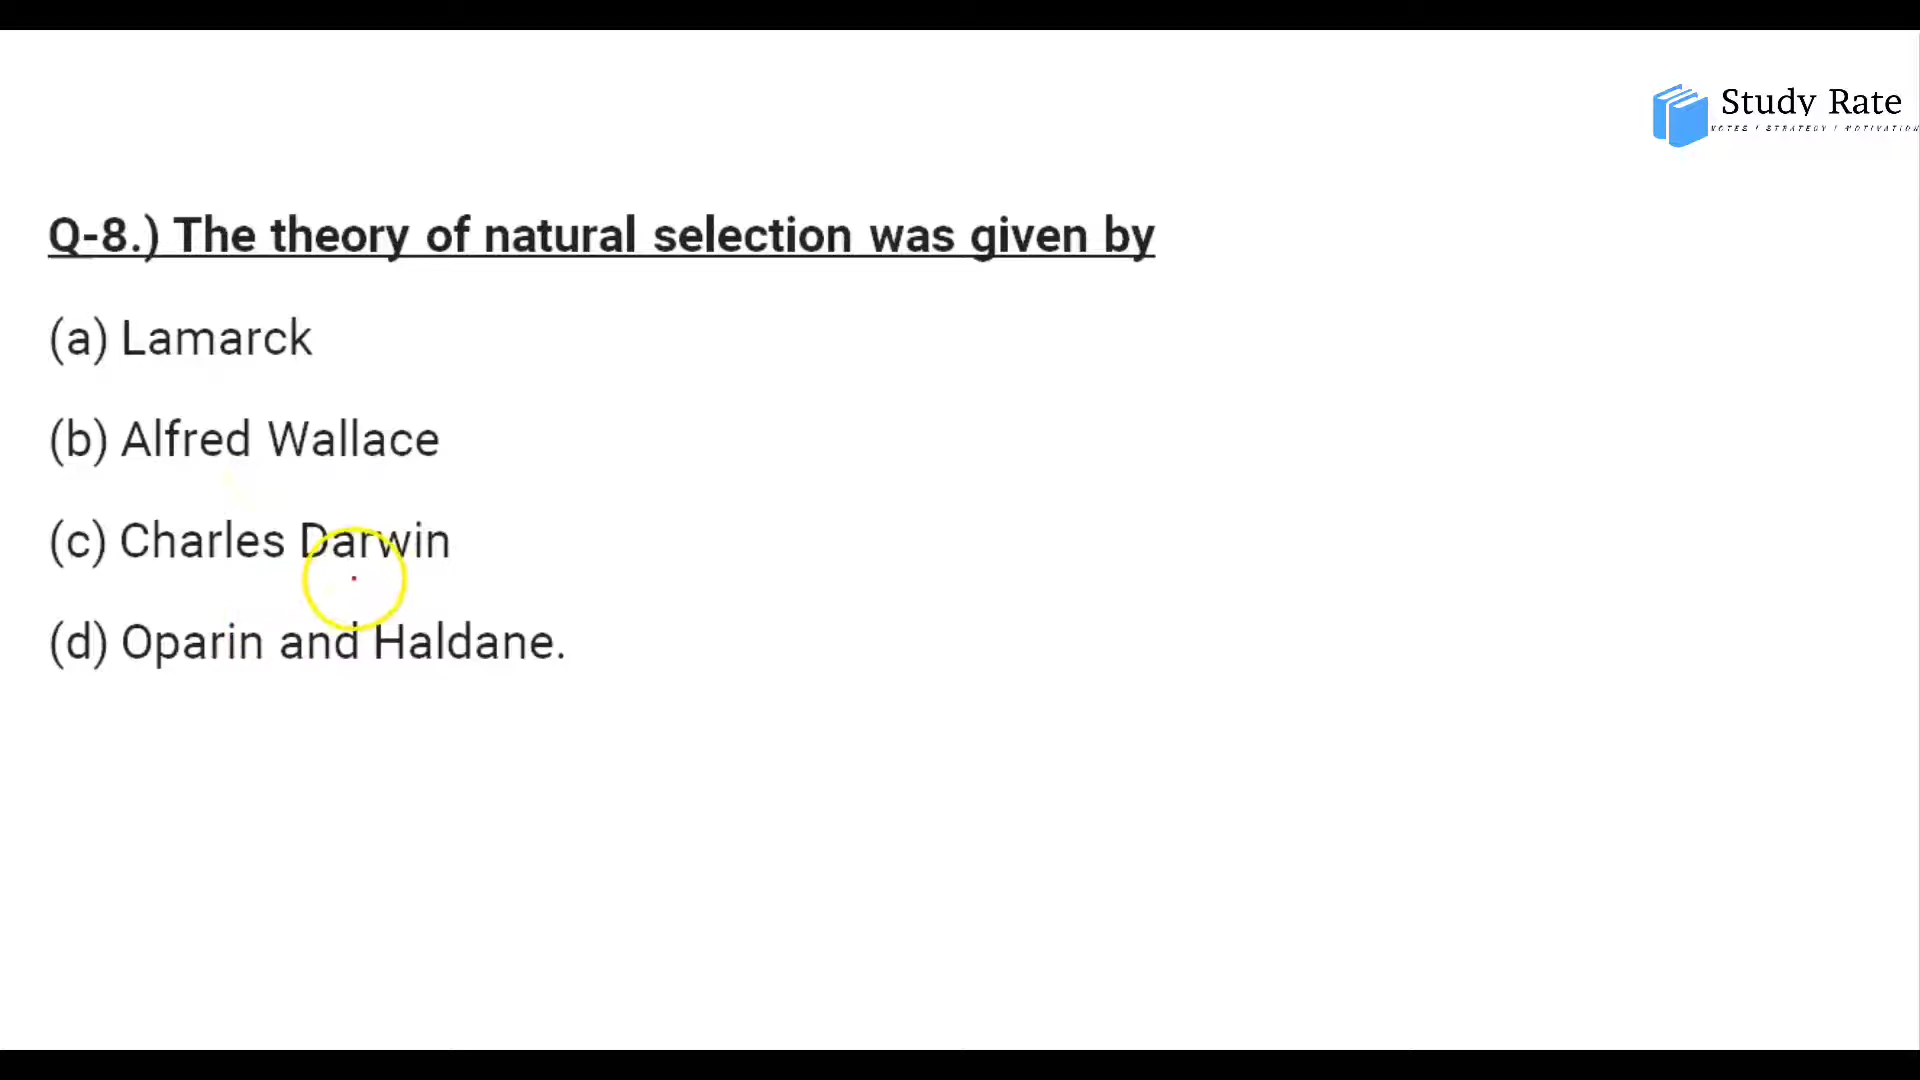 Study Rate
NOTES / STRATEGY / MOTIVATION
Q-8.) The theory of natural selection was given by
(a) Lamarck
(b) Alfred Wallace
(c) Charles Darwin
(d) Oparin and Haldane.